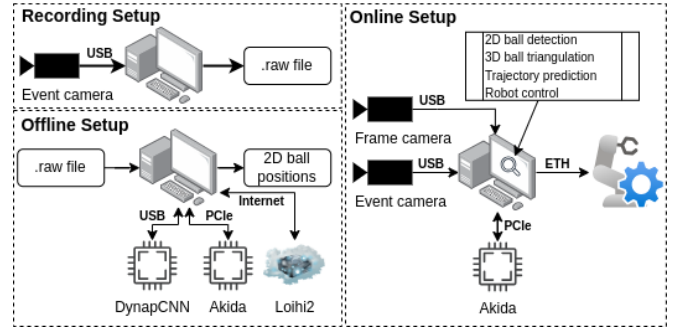 Recording Setup
USB
.raw file
Event camera
Offline Setup
.raw file
2D ball
positions
Internet
USB
PCIe
DynapCNN
Akida
Loihi2
Online Setup
2D ball detection
3D ball triangulation
Trajectory prediction
Robot control
USB
Frame camera
USB
ETH
Event camera
PCIe
Akida